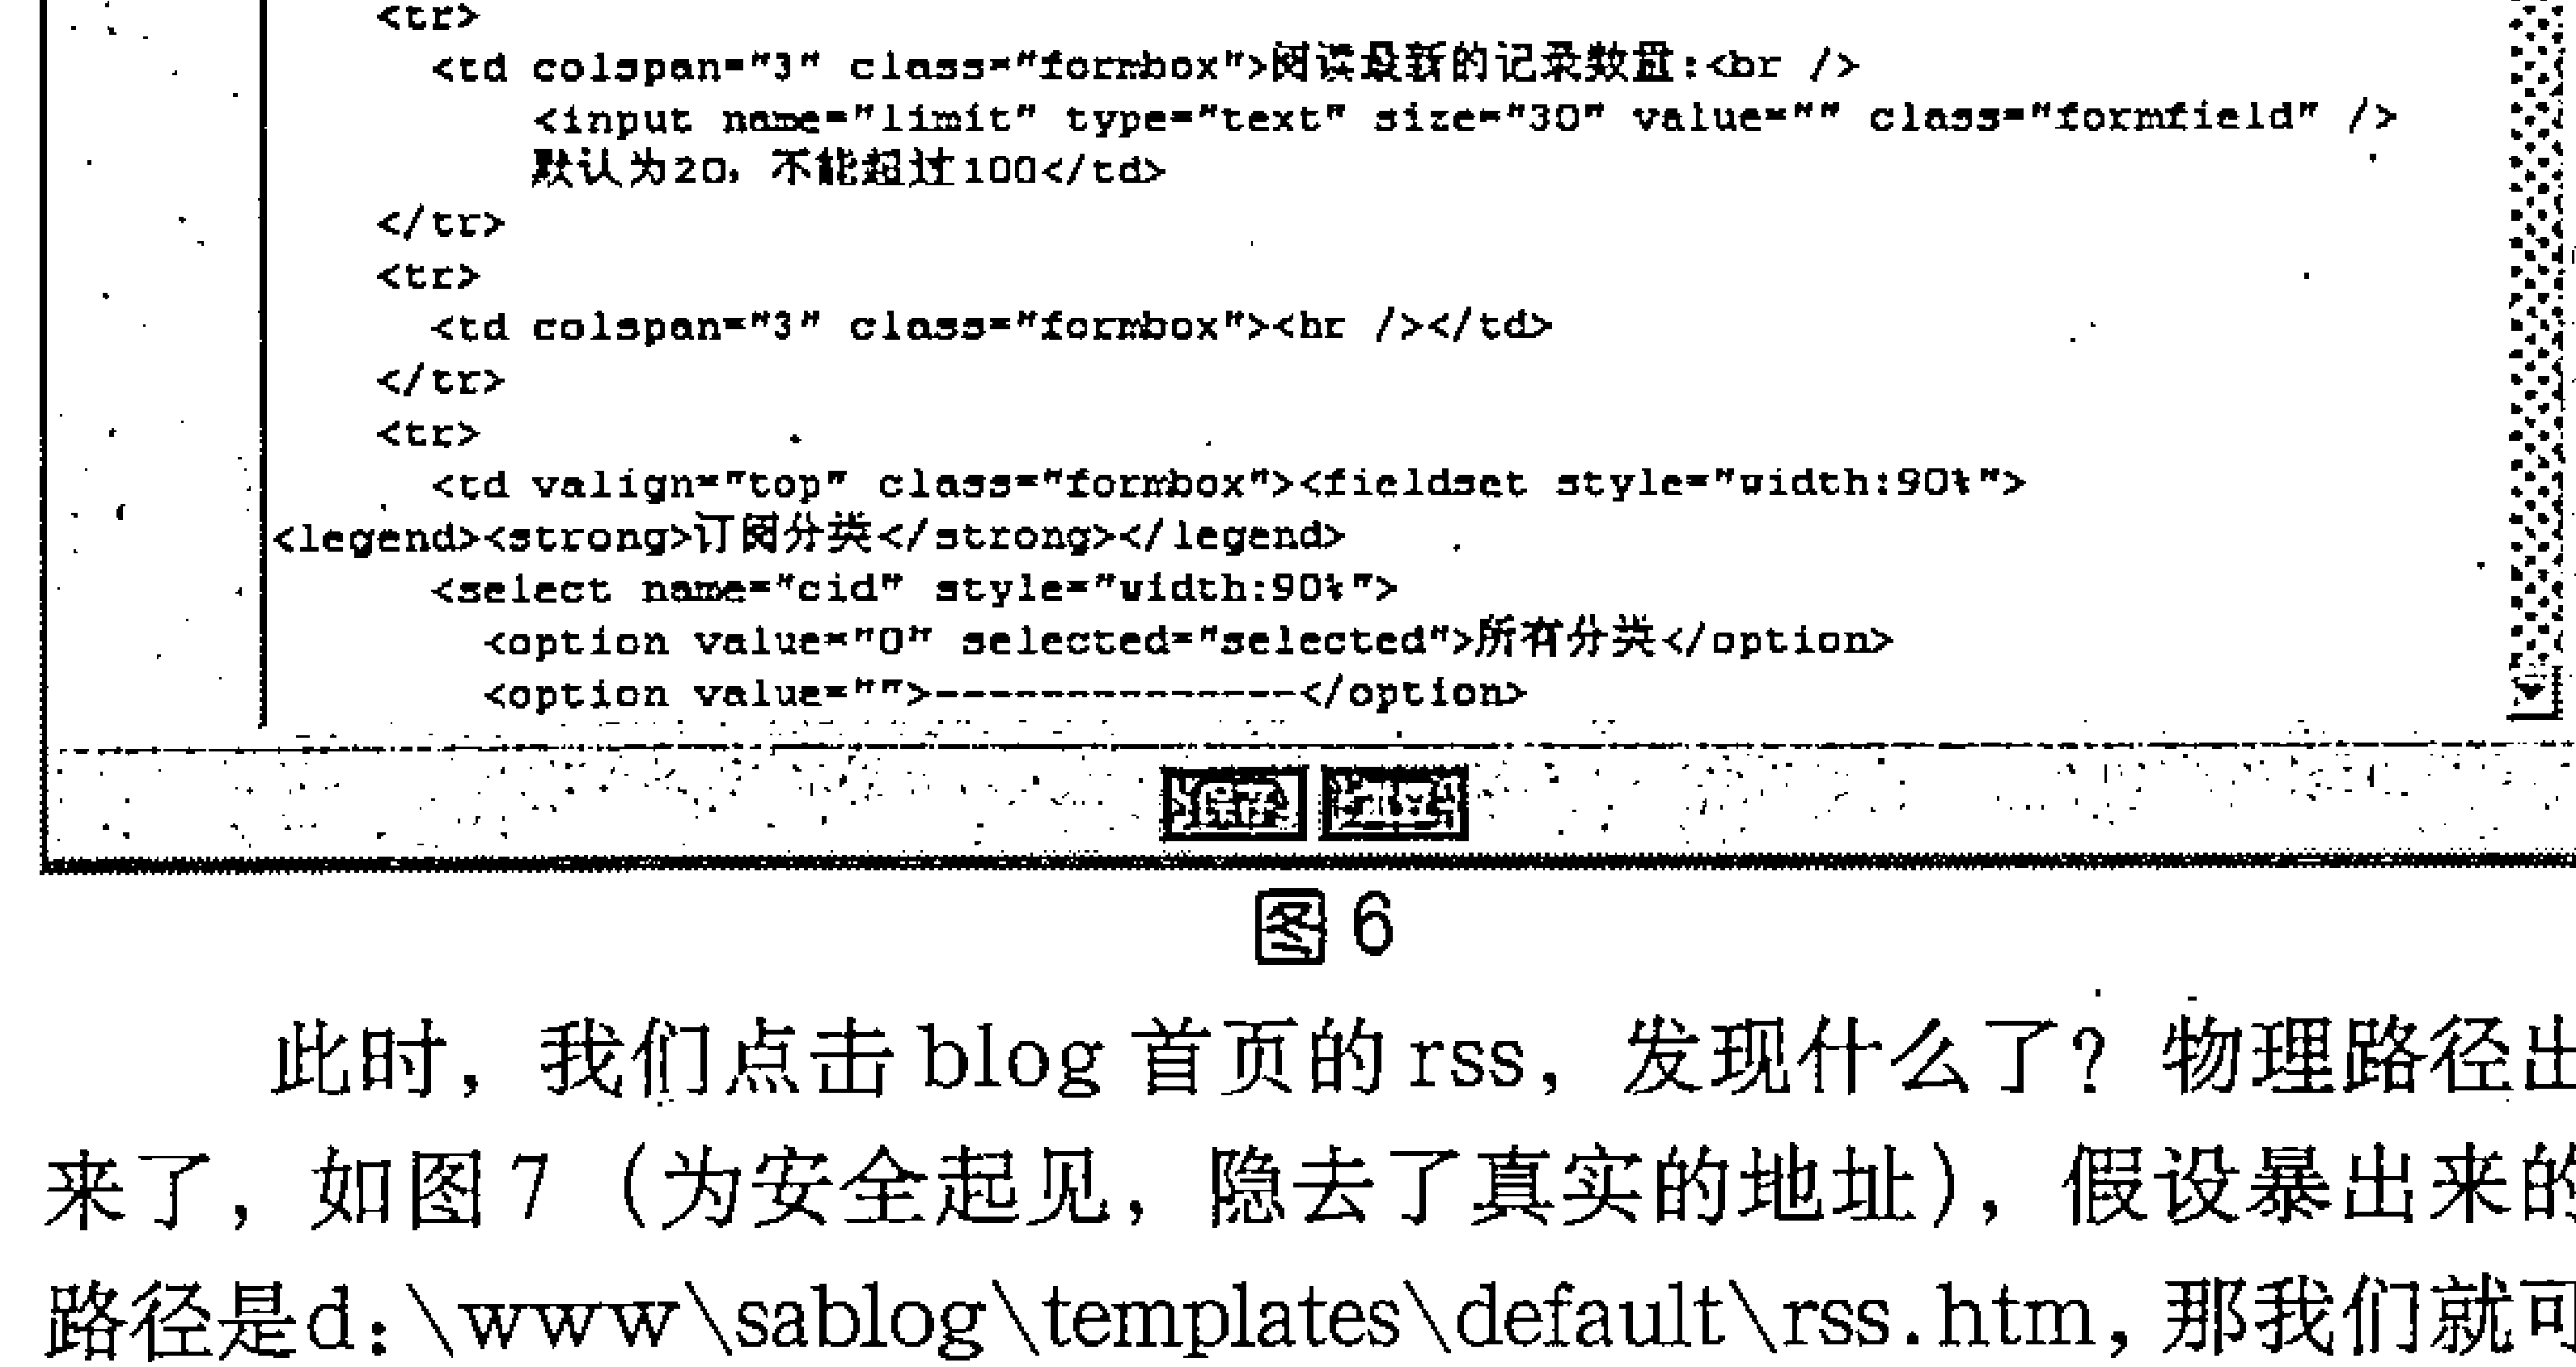 <tr>
<td colspan="3" class="formbox">阅读最新的记录数量:<br />
<input name="limit" type="text" size="30" value="" class="formfield" />
默认为20，不能超过100</td>
</tr>
<tr>
<td colspan="3" class="formbox"><hr /></td>
</tr>
<tr>
<td valign="top" class="formbox"><fieldset style="width:90%">
<legend><strong>订阅分类</strong></legend>
<select name="cid" style="width:90%">
<option value="0" selected="selected">所有分类</option>
<option value="">--------------</option>
保存
图6
此时，我们点击blog首页的rss，发现什么了？物理路径出
来了，如图7（为安全起见，隐去了真实的地址），假设暴出来的
路径是d：\www\sablog\templates\default\rss.htm，那我们就可